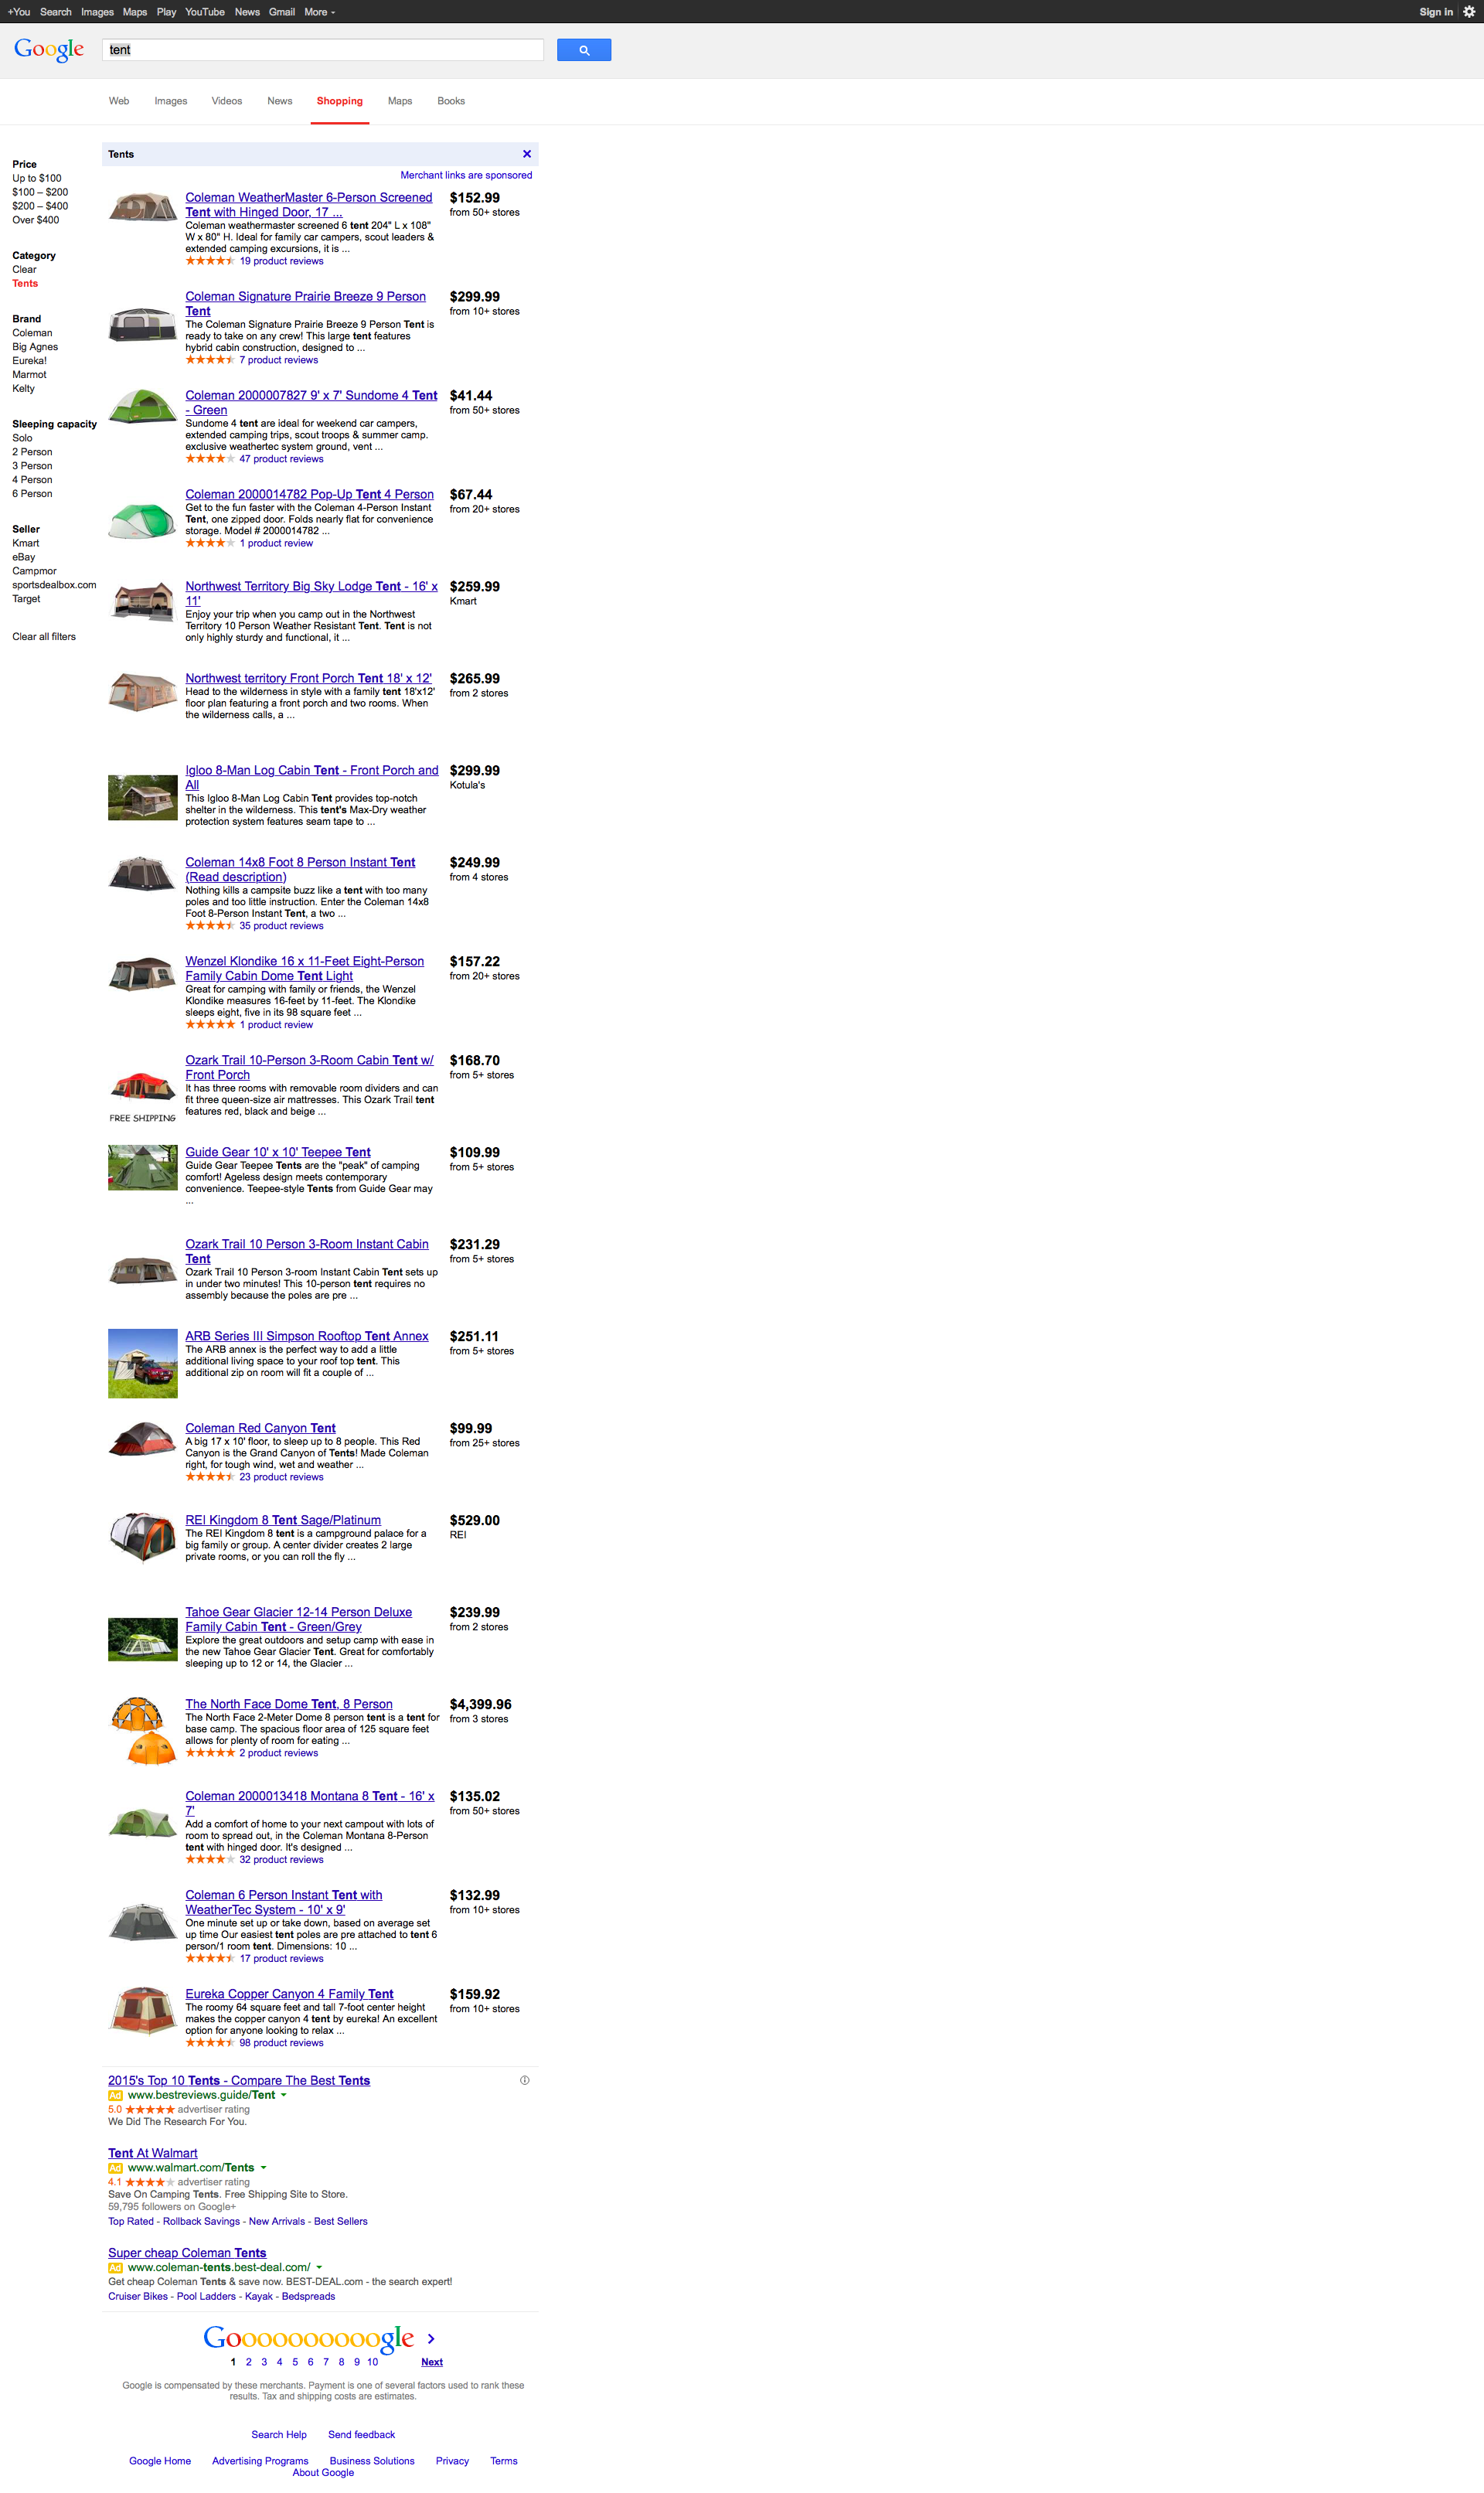 +You Search Images Maps Play YouTube News Gmail More
Sign in
Google
tent
Web Images Videos News Shopping Maps Books
Price
Up to $100
$100 – $200
$200 – $400
Over $400
Category
Clear
Tents
Brand
Coleman
Big Agnes
Eureka!
Marmot
Kelty
Sleeping capacity
Solo
2 Person
3 Person
4 Person
6 Person
Seller
Kmart
eBay
Campmor
sportsdealbox.com
Target
Clear all filters
Tents
Merchant links are sponsored
Coleman WeatherMaster 6-Person Screened
Tent with Hinged Door, 17 ...
Coleman weathermaster screened 6 tent 204" L x 108"
W x 80" H. Ideal for family car campers, scout leaders &
extended camping excursions, it is ...
19 product reviews
$152.99
from 50+ stores
Coleman Signature Prairie Breeze 9 Person
Tent
The Coleman Signature Prairie Breeze 9 Person Tent is
ready to take on any crew! This large tent features
hybrid cabin construction, designed to ...
7 product reviews
$299.99
from 10+ stores
Coleman 2000007827 9' x 7' Sundome 4 Tent
- Green
Sundome 4 tent are ideal for weekend car campers,
extended camping trips, scout troops & summer camp.
exclusive weathertec system ground, vent ...
47 product reviews
$41.44
from 50+ stores
Coleman 2000014782 Pop-Up Tent 4 Person
Get to the fun faster with the Coleman 4-Person Instant
Tent, one zipped door. Folds nearly flat for convenience
storage. Model # 2000014782 ...
1 product review
$67.44
from 20+ stores
Northwest Territory Big Sky Lodge Tent - 16' x
11'
Enjoy your trip when you camp out in the Northwest
Territory 10 Person Weather Resistant Tent. Tent is not
only highly sturdy and functional, it ...
$259.99
Kmart
Northwest territory Front Porch Tent 18' x 12'
Head to the wilderness in style with a family tent 18'x12'
floor plan featuring a front porch and two rooms. When
the wilderness calls, a ...
$265.99
from 2 stores
Igloo 8-Man Log Cabin Tent - Front Porch and
All
This Igloo 8-Man Log Cabin Tent provides top-notch
shelter in the wilderness. This tent's Max-Dry weather
protection system features seam tape to ...
$299.99
Kotula's
Coleman 14x8 Foot 8 Person Instant Tent
(Read description)
Nothing kills a campsite buzz like a tent with too many
poles and too little instruction. Enter the Coleman 14x8
Foot 8-Person Instant Tent, a two ...
35 product reviews
$249.99
from 4 stores
Wenzel Klondike 16 x 11-Feet Eight-Person
Family Cabin Dome Tent Light
Great for camping with family or friends, the Wenzel
Klondike measures 16-feet by 11-feet. The Klondike
sleeps eight, five in its 98 square feet ...
1 product review
$157.22
from 20+ stores
Ozark Trail 10-Person 3-Room Cabin Tent w/
Front Porch
It has three rooms with removable room dividers and can
fit three queen-size air mattresses. This Ozark Trail tent
features red, black and beige ...
FREE SHIPPING
$168.70
from 5+ stores
Guide Gear 10' x 10' Teepee Tent
Guide Gear Teepee Tents are the "peak" of camping
comfort! Ageless design meets contemporary
convenience. Teepee-style Tents from Guide Gear may
...
$109.99
from 5+ stores
Ozark Trail 10 Person 3-Room Instant Cabin
Tent
Ozark Trail 10 Person 3-room Instant Cabin Tent sets up
in under two minutes! This 10-person tent requires no
assembly because the poles are pre ...
$231.29
from 5+ stores
ARB Series III Simpson Rooftop Tent Annex
The ARB annex is the perfect way to add a little
additional living space to your roof top tent. This
additional zip on room will fit a couple of ...
$251.11
from 5+ stores
Coleman Red Canyon Tent
A big 17 x 10' floor, to sleep up to 8 people. This Red
Canyon is the Grand Canyon of Tents! Made Coleman
right, for tough wind, wet and weather ...
23 product reviews
$99.99
from 25+ stores
REI Kingdom 8 Tent Sage/Platinum
The REI Kingdom 8 tent is a campground palace for a
big family or group. A center divider creates 2 large
private rooms, or you can roll the fly ...
$529.00
REI
Tahoe Gear Glacier 12-14 Person Deluxe
Family Cabin Tent - Green/Grey
Explore the great outdoors and setup camp with ease in
the new Tahoe Gear Glacier Tent. Great for comfortably
sleeping up to 12 or 14, the Glacier ...
$239.99
from 2 stores
The North Face Dome Tent, 8 Person
The North Face 2-Meter Dome 8 person tent is a tent for
base camp. The spacious floor area of 125 square feet
allows for plenty of room for eating ...
2 product reviews
$4,399.96
from 3 stores
Coleman 2000013418 Montana 8 Tent - 16' x
7'
Add a comfort of home to your next campout with lots of
room to spread out, in the Coleman Montana 8-Person
tent with hinged door. It's designed ...
32 product reviews
$135.02
from 50+ stores
Coleman 6 Person Instant Tent with
WeatherTec System - 10' x 9'
One minute set up or take down, based on average set
up time Our easiest tent poles are pre attached to tent 6
person/1 room tent. Dimensions: 10 ...
17 product reviews
$132.99
from 10+ stores
Eureka Copper Canyon 4 Family Tent
The roomy 64 square feet and tall 7-foot center height
makes the copper canyon 4 tent by eureka! An excellent
option for anyone looking to relax ...
98 product reviews
$159.92
from 10+ stores
2015's Top 10 Tents - Compare The Best Tents
Ad www.bestreviews.guide/Tent
5.0 advertiser rating
We Did The Research For You.
Tent At Walmart
Ad www.walmart.com/Tents
4.1 advertiser rating
Save On Camping Tents. Free Shipping Site to Store.
59,795 followers on Google+
Top Rated - Rollback Savings - New Arrivals - Best Sellers
Super cheap Coleman Tents
Ad www.coleman-tents.best-deal.com/
Get cheap Coleman Tents & save now. BEST-DEAL.com - the search expert!
Cruiser Bikes - Pool Ladders - Kayak - Bedspreads
Goooooooooogle
1 2 3 4 5 6 7 8 9 10 Next
Google is compensated by these merchants. Payment is one of several factors used to rank these
results. Tax and shipping costs are estimates.
Search Help Send feedback
Google Home Advertising Programs Business Solutions Privacy Terms
About Google